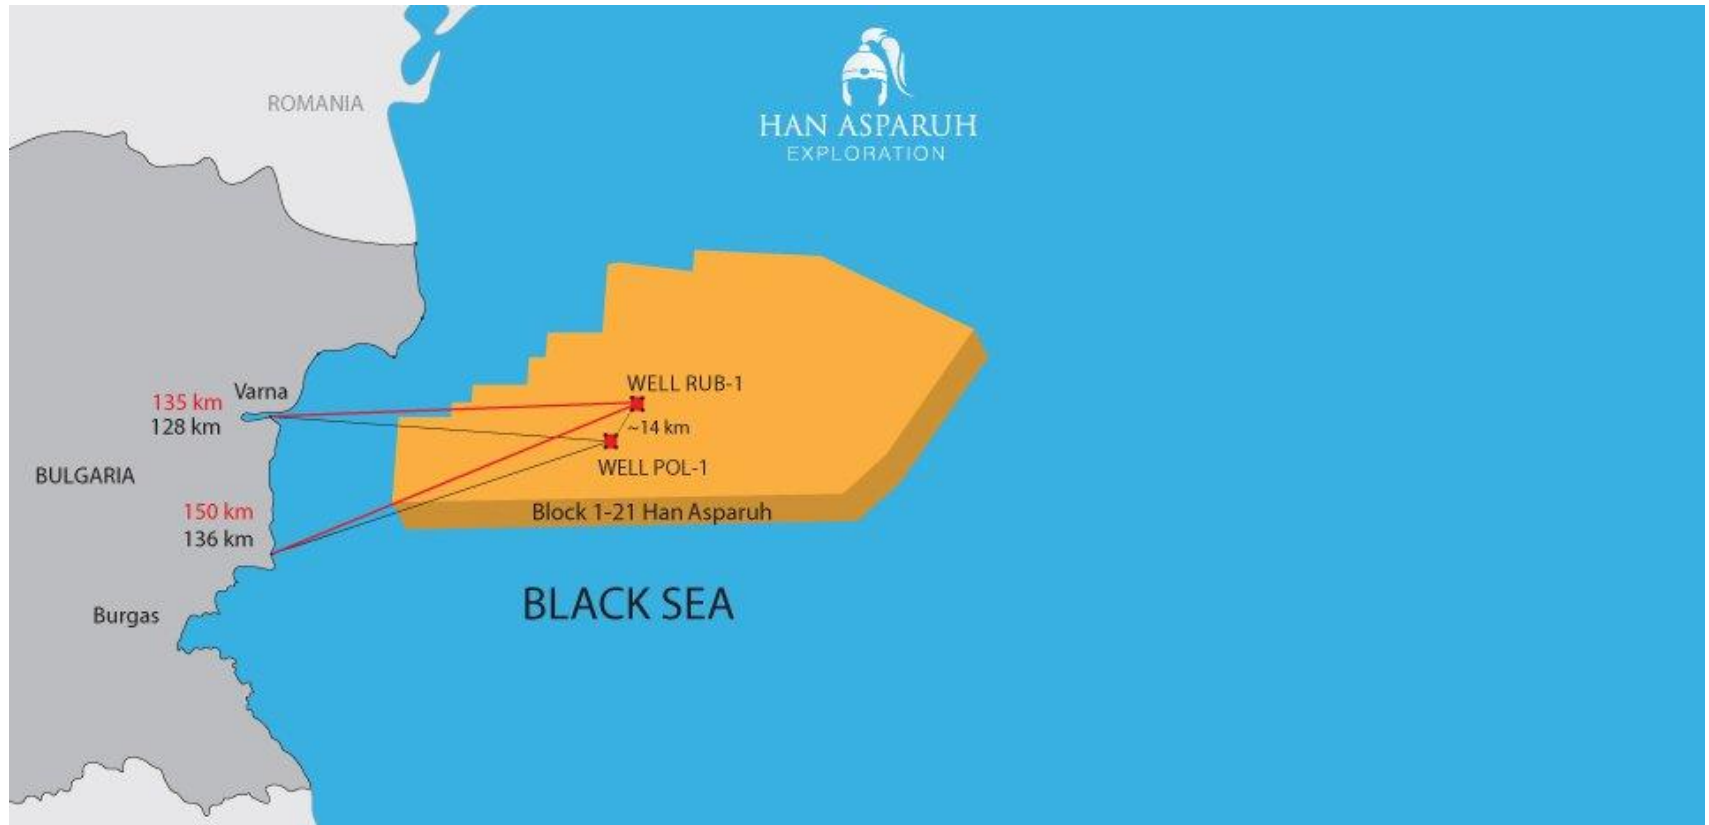 ROMANIA
HAN ASPARUH
EXPLORATION
WELL RUB-1
Varna
135 km
128 km
~14 km
WELL POL-1
BULGARIA
150 km
136 km
Block 1-21 Han Asparuh
BLACK SEA
Burgas